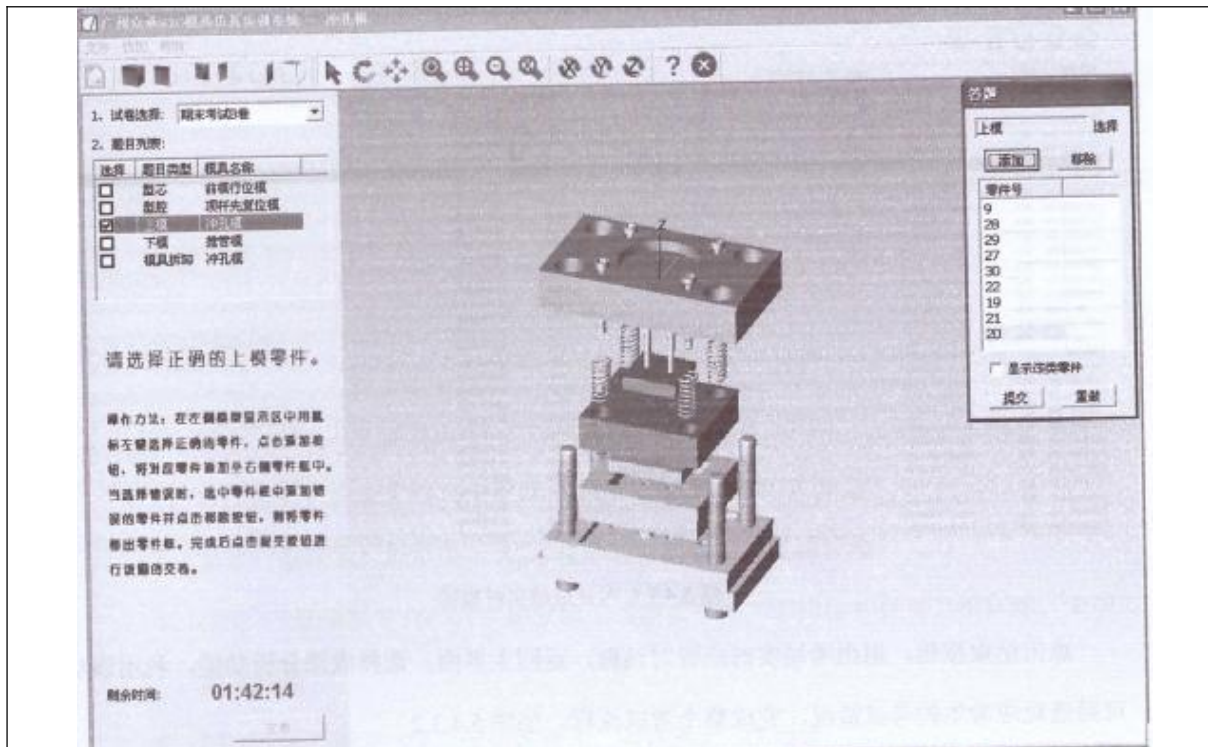 1、试卷选择: 期末考试B卷
2、题目列表:
选择 题目类型 模具名称
型芯 前模行位模
型腔 顶杆先复位模
上模 冲孔模
下模 推管模
模具拆卸 冲孔模
请选择正确的上模零件。
操作方法：在左侧模型显示区中用鼠
标左键选择正确的零件，点击添加按
钮，将对应零件添加至右侧零件框中。
当选择错误时，选中零件框中添加错
误的零件并点击移除按钮，则将零件
移出零件框。完成后点击提交按钮进
行该题的交卷。
剩余时间: 01:42:14
答题
上模 选择
添加 移除
零件号
9
28
29
27
30
22
19
21
20
显示该类零件
提交 重做